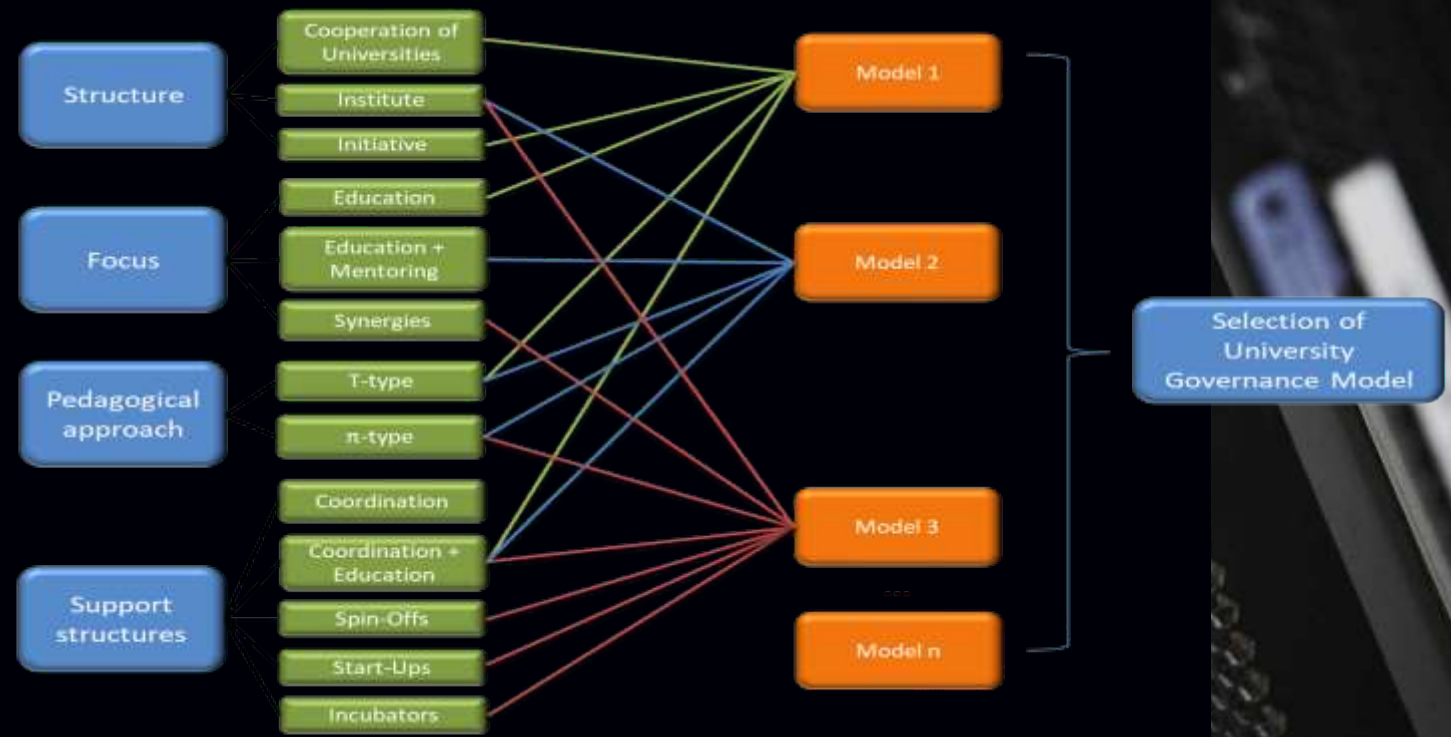 Structure
Cooperation of
Universities
Institute
Initiative
Focus
Education
Education +
Mentoring
Synergies
Pedagogical
approach
T-type
π-type
Support
structures
Coordination
Coordination +
Education
Spin-Offs
Start-Ups
Incubators
Model 1
Model 2
Model 3
...
Model n
Selection of
University
Governance Model